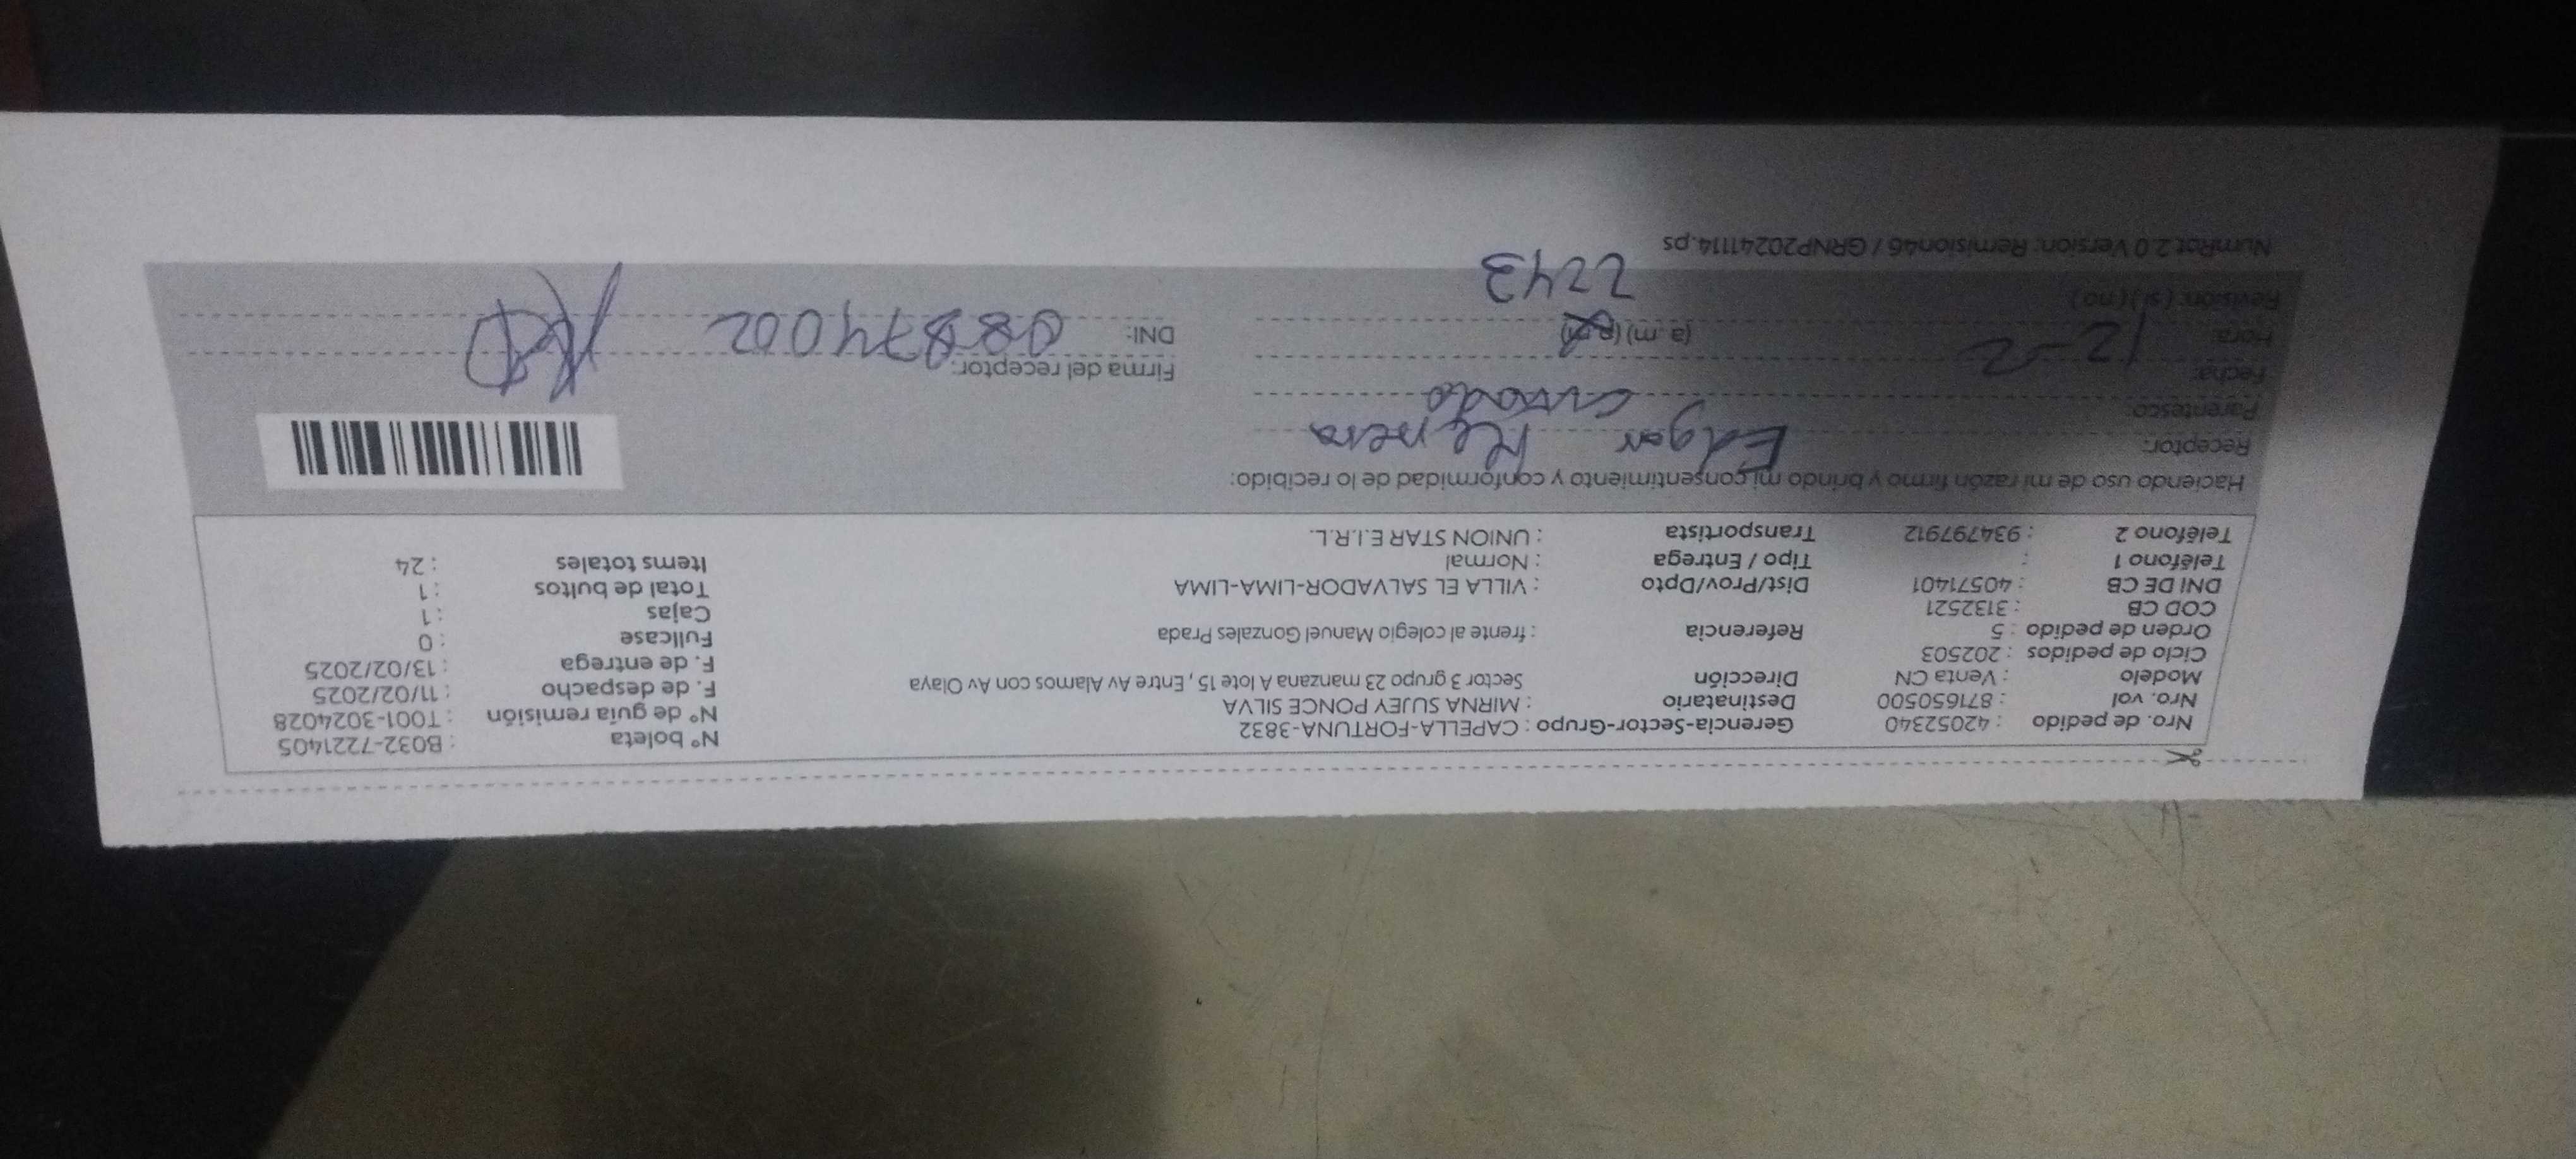 Nro. de pedido : 42052340 Gerencia-Sector-Grupo : CAPELLA-FORTUNA-3832 N° boleta : B032-7221405
Nro. vol : 871650500 Destinatario : MIRNA SUJEY PONCE SILVA N° de guía remisión : T001-3024028
Modelo : Venta CN Dirección Sector 3 grupo 23 manzana A lote 15 , Entre Av Alamos con Av Olaya F. de despacho : 11/02/2025
Ciclo de pedidos : 202503 F. de entrega : 13/02/2025
Orden de pedido : 5 Referencia : frente al colegio Manuel Gonzales Prada Fullcase : 0
COD CB : 3132521 Cajas : 1
DNI DE CB : 40571401 Dist/Prov/Dpto : VILLA EL SALVADOR-LIMA-LIMA Total de bultos : 1
Teléfono 1 : Tipo / Entrega : Normal Items totales : 24
Teléfono 2 : 934797912 Transportista : UNION STAR E.I.R.L.
Haciendo uso de mi razón firmo y brindo mi consentimiento y conformidad de lo recibido:
Receptor: Edgar
Parentesco:
Fecha: 12-2 Firma del receptor:
Hora: (a. m) (p. m) DNI: 08874002
Revisión: ( sí ) ( no ) 2243
NumRot 2.0 Version: Remision46 / GRNP20241114.ps